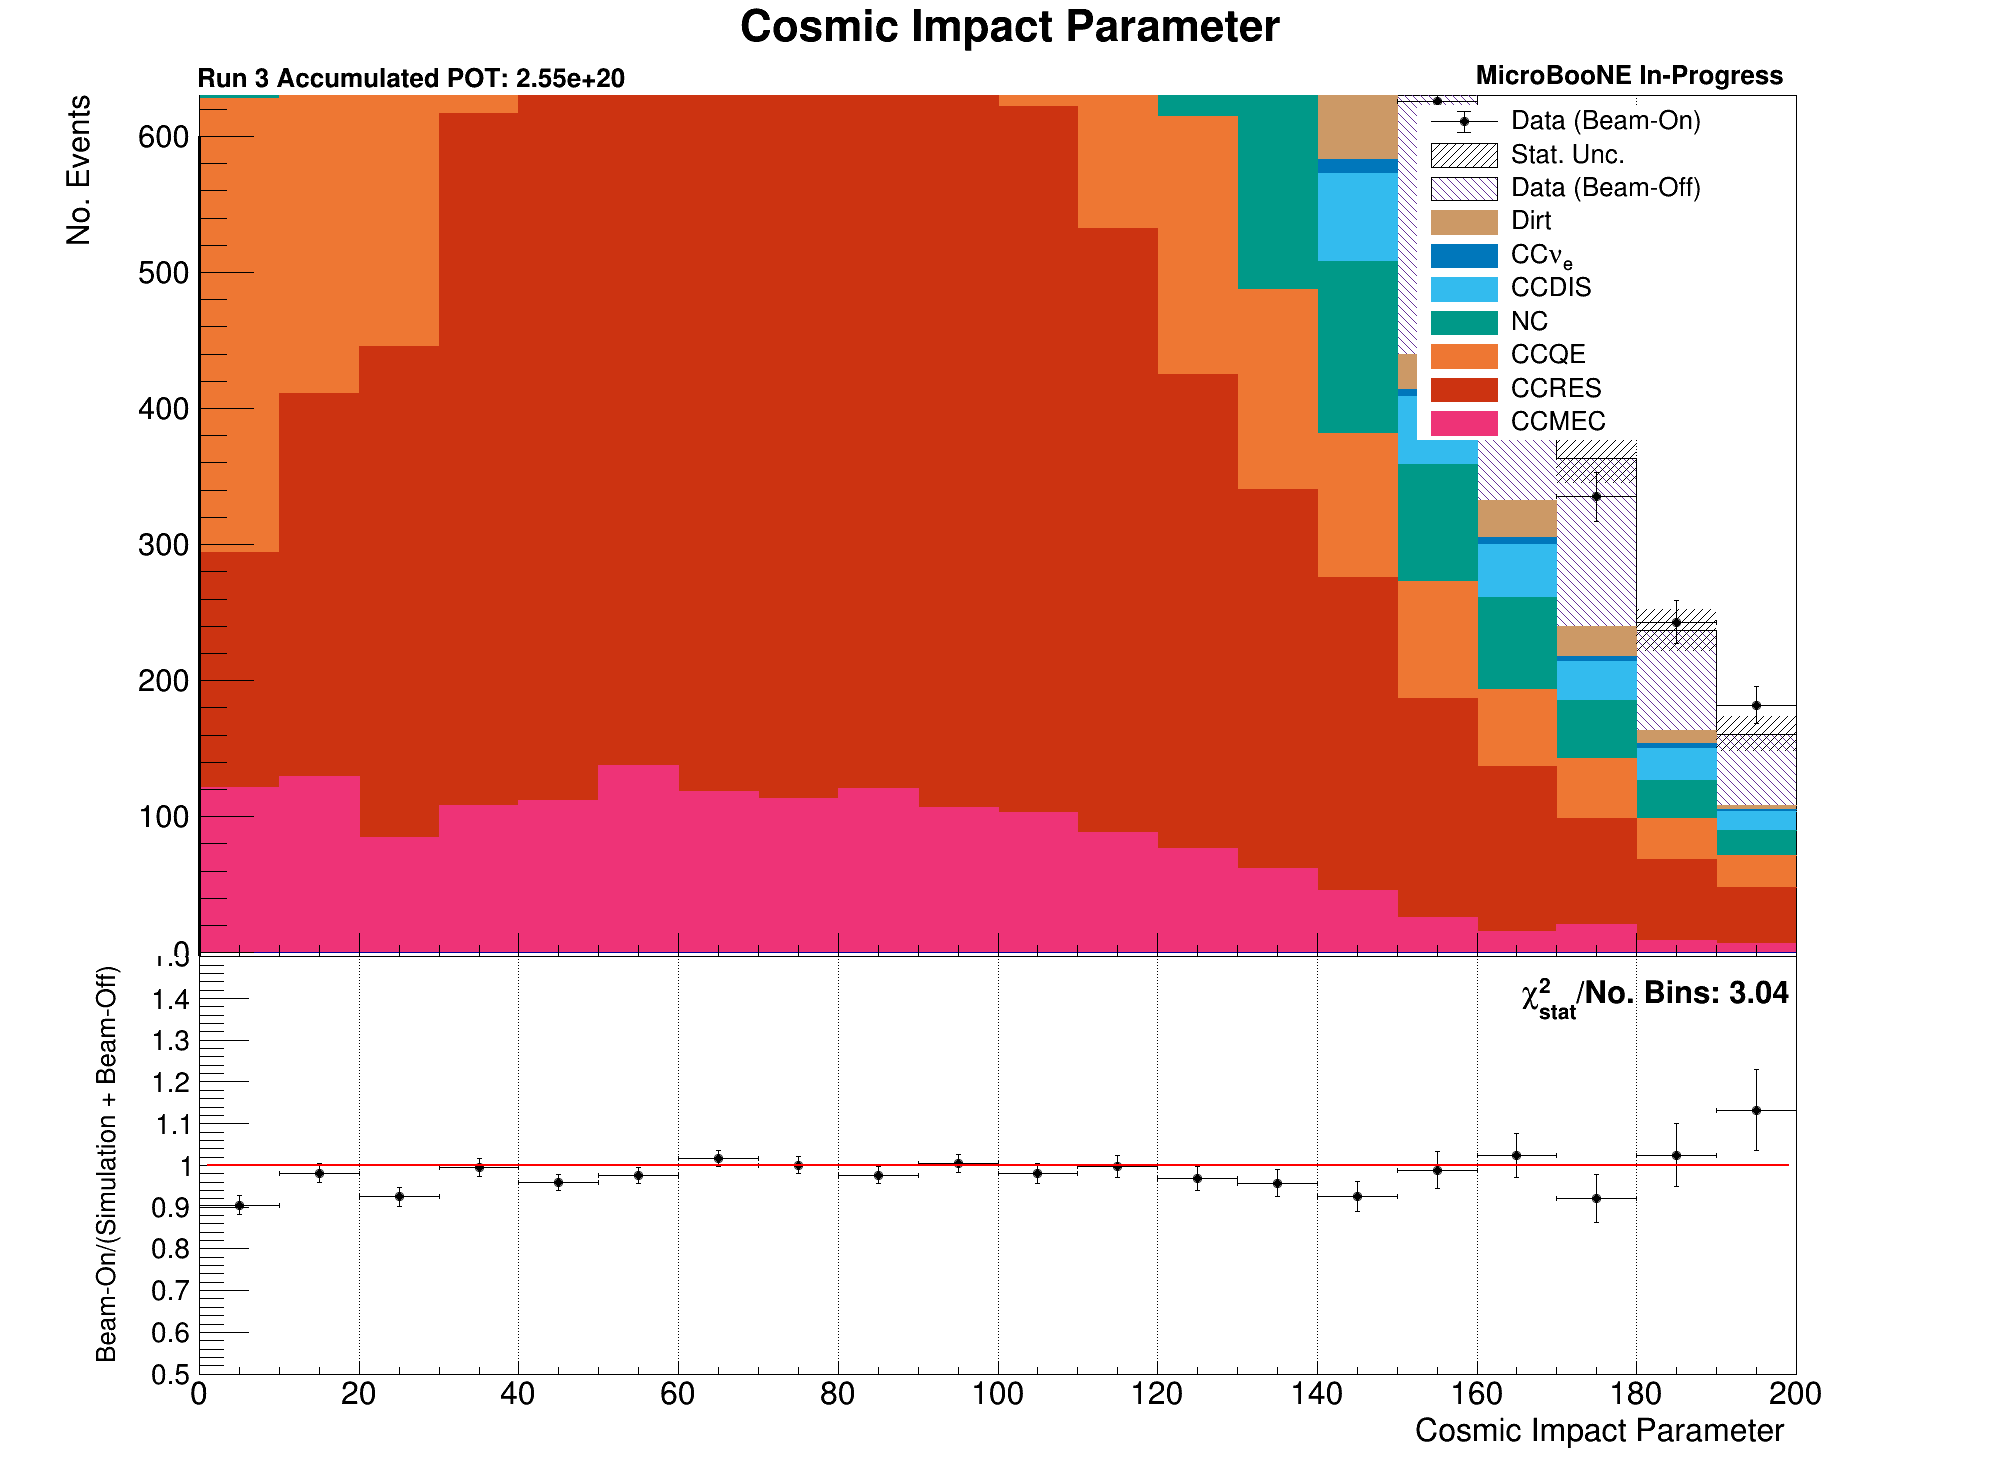 Cosmic Impact Parameter
Run 3 Accumulated POT: 2.55e+20
MicroBooNE In-Progress
No. Events
600
500
400
300
200
100
0
Data (Beam-On)
Stat. Unc.
Data (Beam-Off)
Dirt
CCνe
CCDIS
NC
CCQE
CCRES
CCMEC
Beam-On/(Simulation + Beam-Off)
1.5
1.4
1.3
1.2
1.1
1
0.9
0.8
0.7
0.6
0.5
χ²stat/No. Bins: 3.04
0 20 40 60 80 100 120 140 160 180 200
Cosmic Impact Parameter